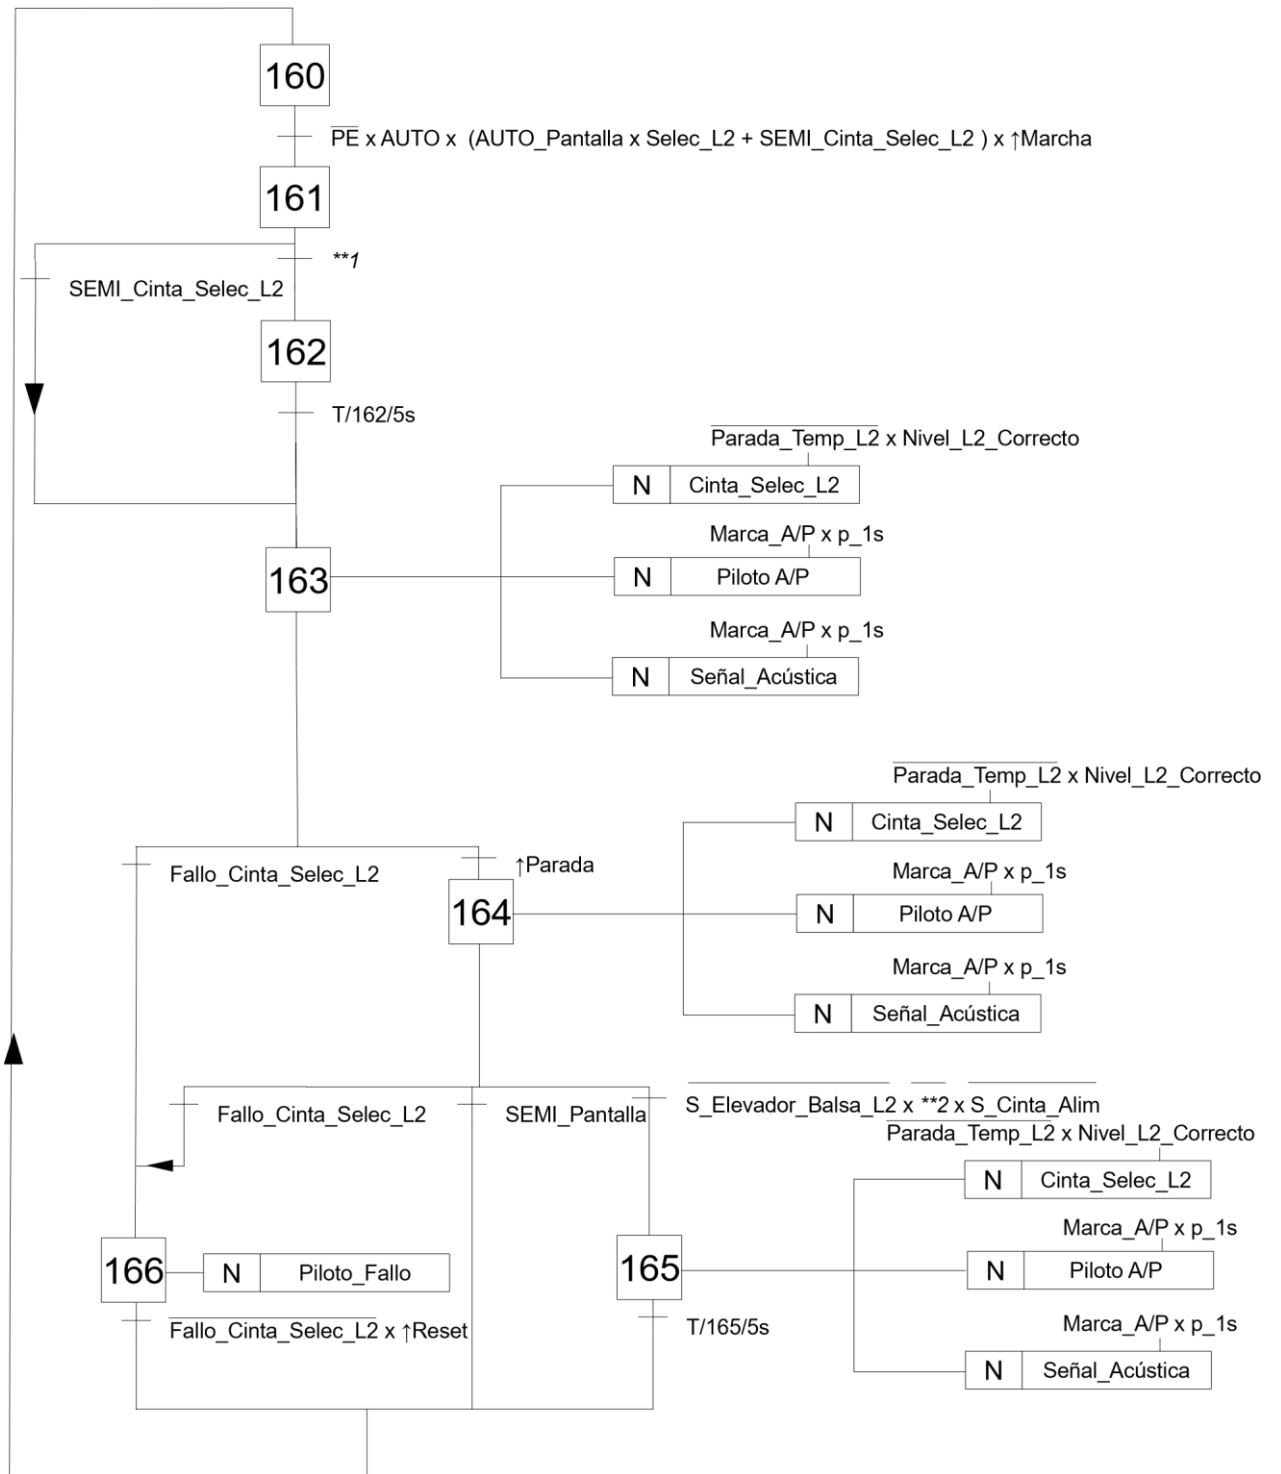 160
PE x AUTO x (AUTO_Pantalla x Selec_L2 + SEMI_Cinta_Selec_L2 ) x ↑Marcha
161
**1
SEMI_Cinta_Selec_L2
162
T/162/5s
Parada_Temp_L2 x Nivel_L2_Correcto
N Cinta_Selec_L2
Marca_A/P x p_1s
163
N Piloto A/P
Marca_A/P x p_1s
N Señal_Acústica
Parada_Temp_L2 x Nivel_L2_Correcto
N Cinta_Selec_L2
↑Parada
Fallo_Cinta_Selec_L2
Marca_A/P x p_1s
164
N Piloto A/P
Marca_A/P x p_1s
N Señal_Acústica
Fallo_Cinta_Selec_L2
SEMI_Pantalla
S_Elevador_Balsa_L2 x **2 x S_Cinta_Alim
Parada_Temp_L2 x Nivel_L2_Correcto
N Cinta_Selec_L2
Marca_A/P x p_1s
166
N Piloto_Fallo
165
N Piloto A/P
Fallo_Cinta_Selec_L2 x ↑Reset
T/165/5s
Marca_A/P x p_1s
N Señal_Acústica